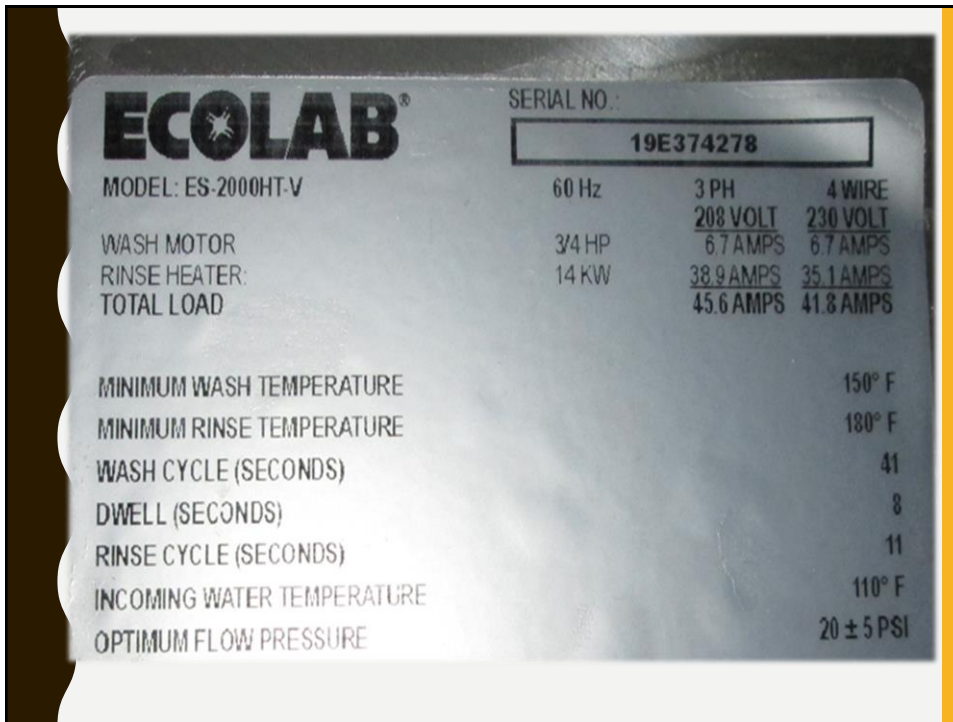 ECOLAB®
SERIAL NO.:
19E374278
MODEL: ES-2000HT-V 60 Hz 3 PH 4 WIRE
208 VOLT 230 VOLT
WASH MOTOR 3/4 HP 6.7 AMPS 6.7 AMPS
RINSE HEATER: 14 KW 38.9 AMPS 35.1 AMPS
TOTAL LOAD 45.6 AMPS 41.8 AMPS
MINIMUM WASH TEMPERATURE 150° F
MINIMUM RINSE TEMPERATURE 180° F
WASH CYCLE (SECONDS) 41
DWELL (SECONDS) 8
RINSE CYCLE (SECONDS) 11
INCOMING WATER TEMPERATURE 110° F
OPTIMUM FLOW PRESSURE 20 ± 5 PSI